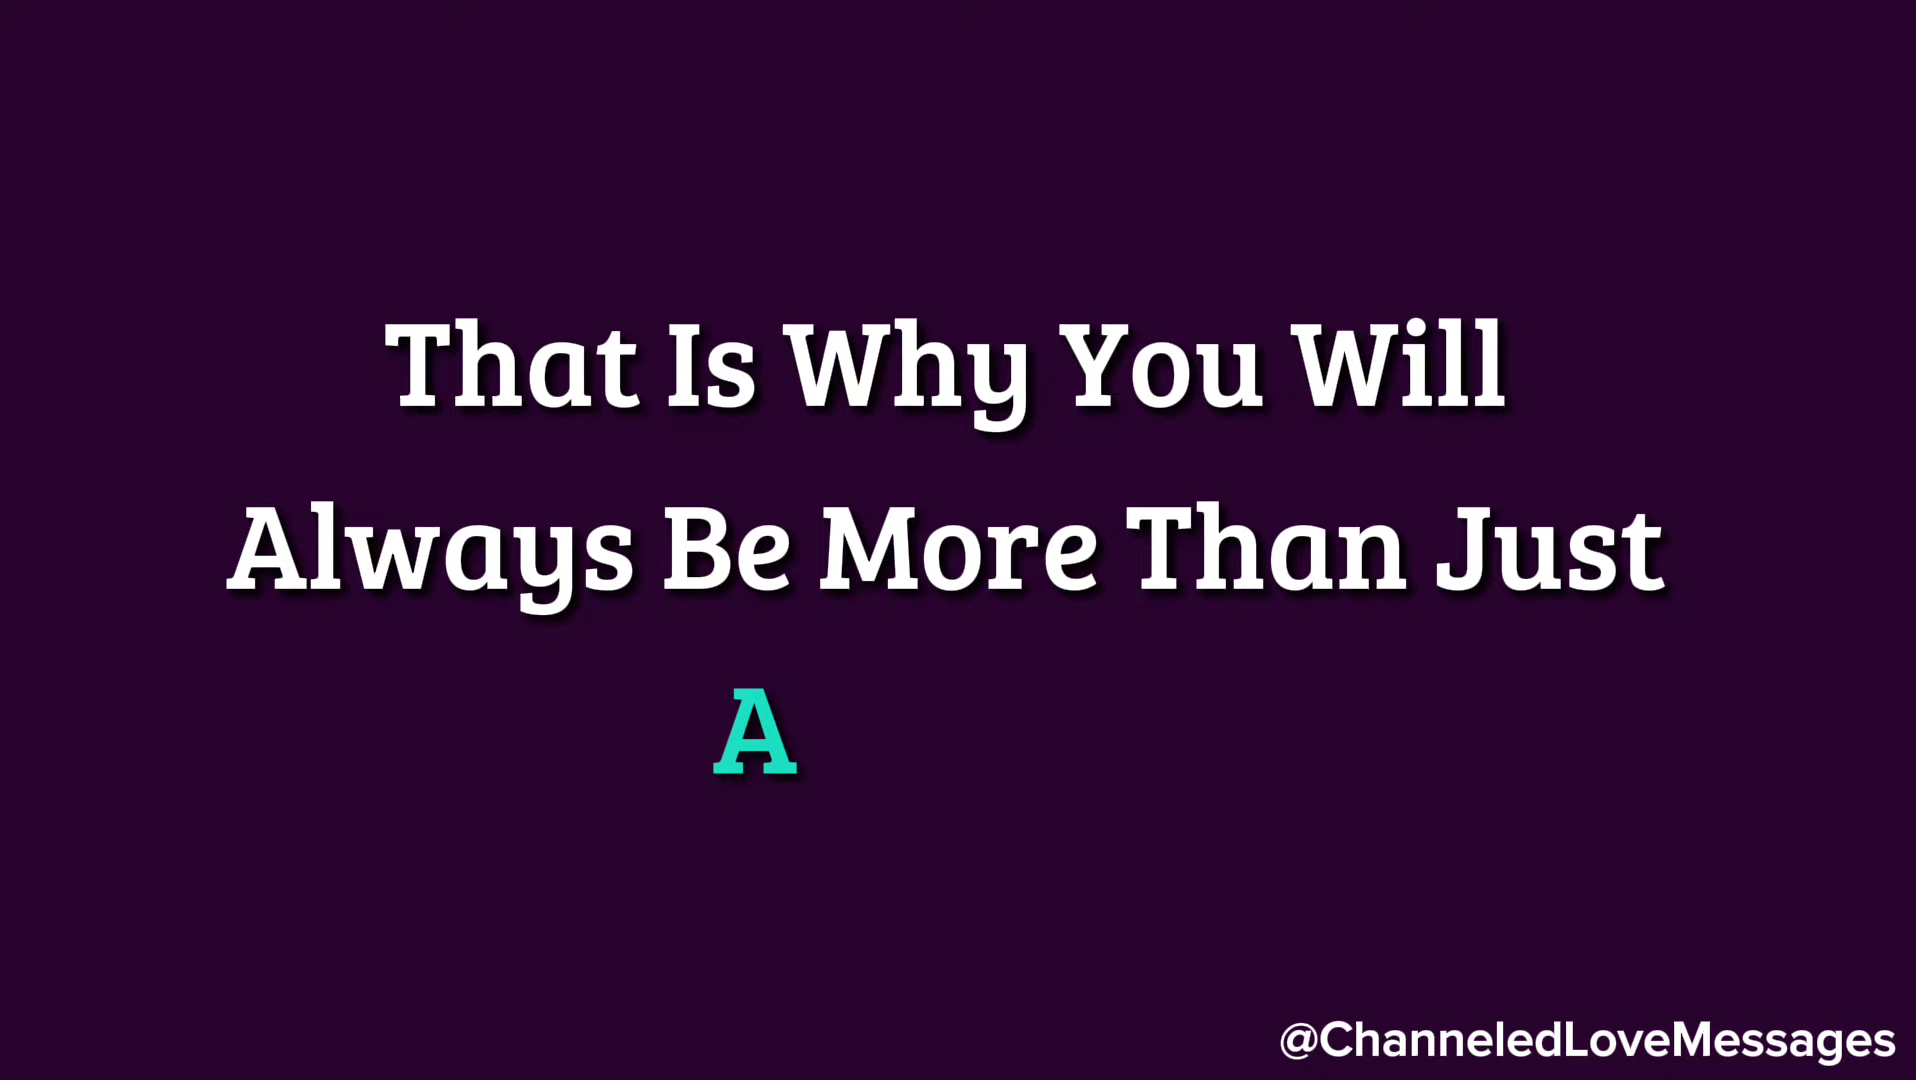 That Is Why You Will
Always Be More Than Just
A
@ChanneledLoveMessages